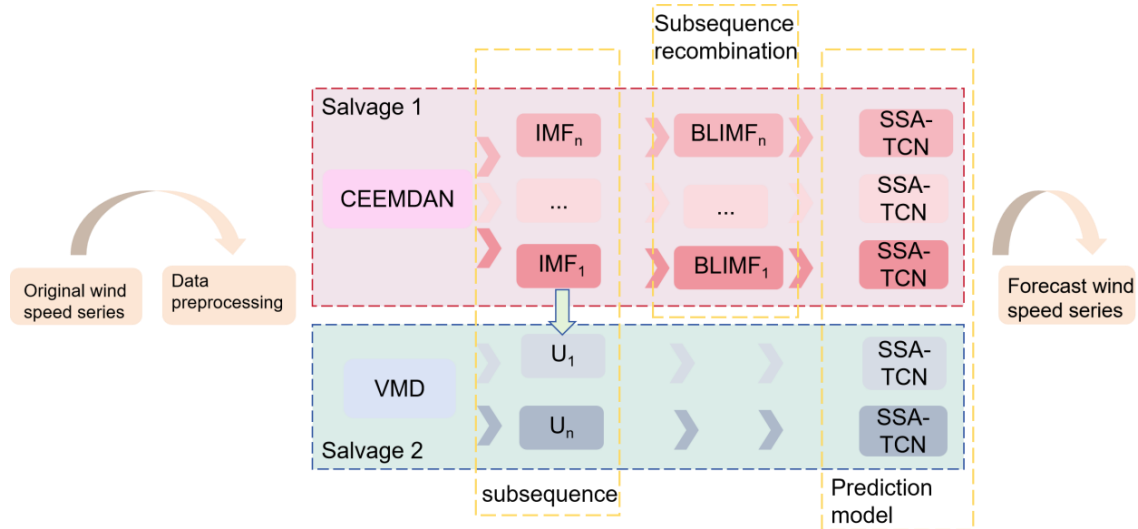 Subsequence
recombination
Salvage 1
IMFn
BLIMFn
SSA-
TCN
CEEMDAN
...
...
SSA-
TCN
IMF1
BLIMF1
SSA-
TCN
Original wind
speed series
Data
preprocessing
Forecast wind
speed series
VMD
U1
SSA-
TCN
Un
SSA-
TCN
Salvage 2
subsequence
Prediction
model